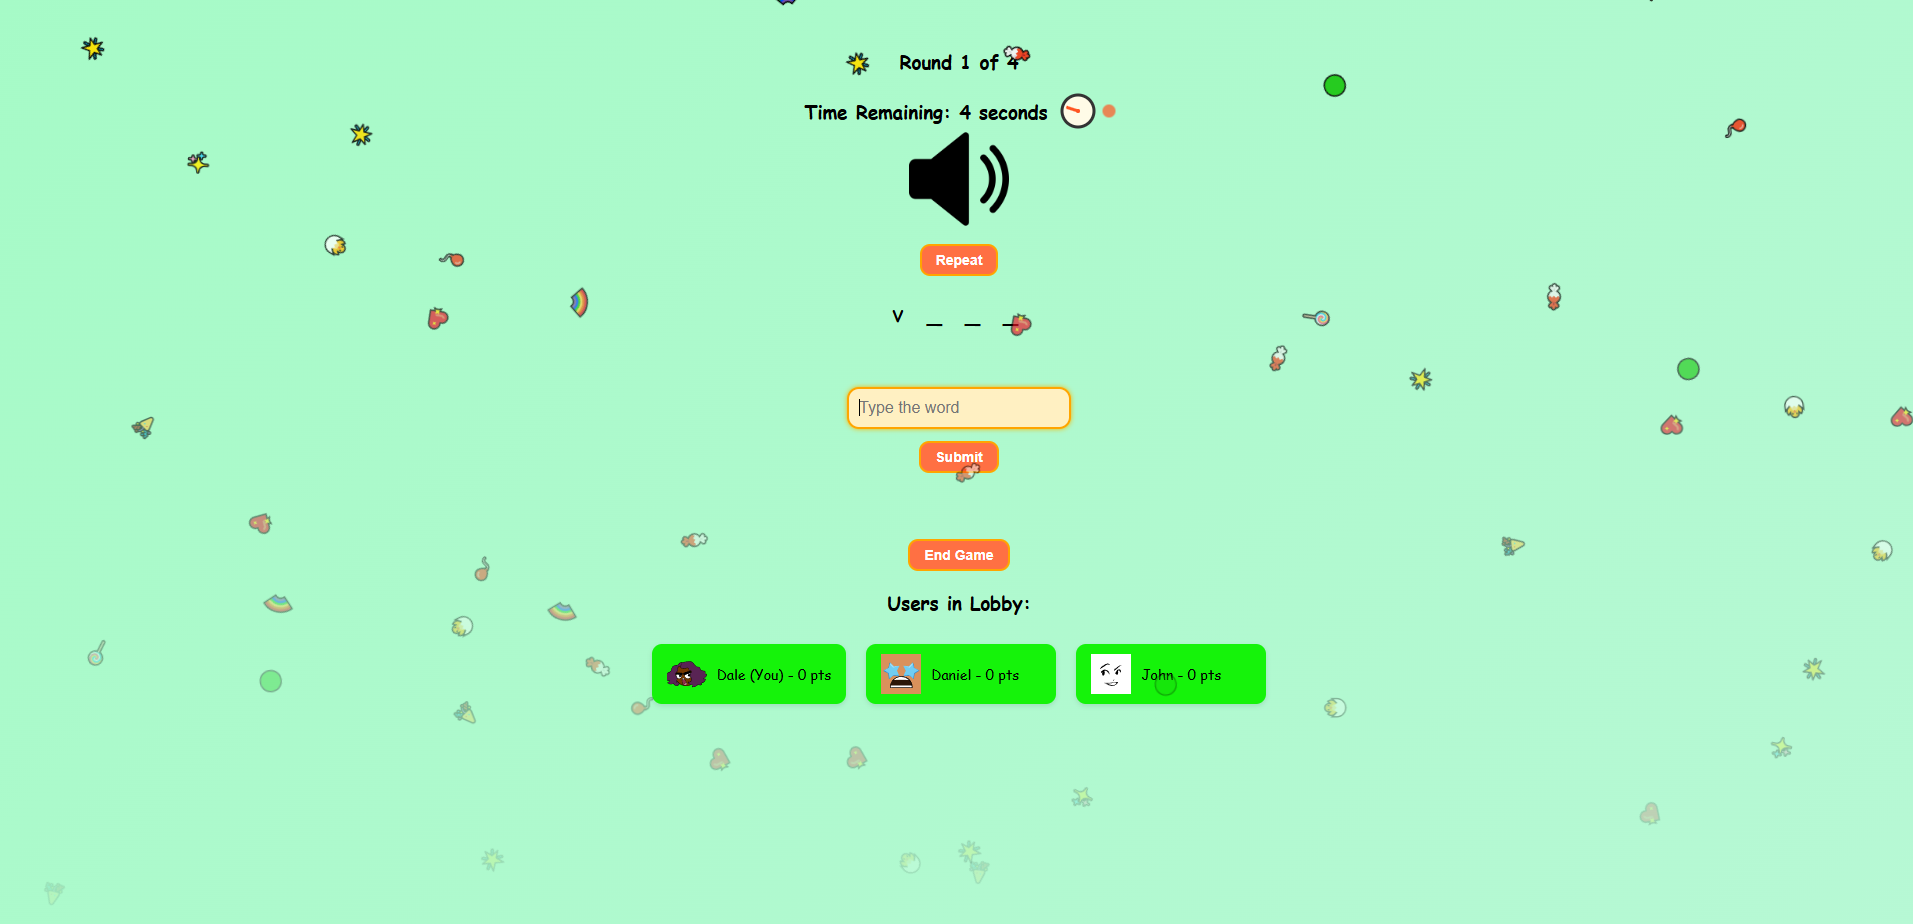 Round 1 of 4
Time Remaining: 4 seconds
Repeat
v _ _ _
Type the word
Submit
End Game
Users in Lobby:
Dale (You) - 0 pts
Daniel - 0 pts
John - 0 pts